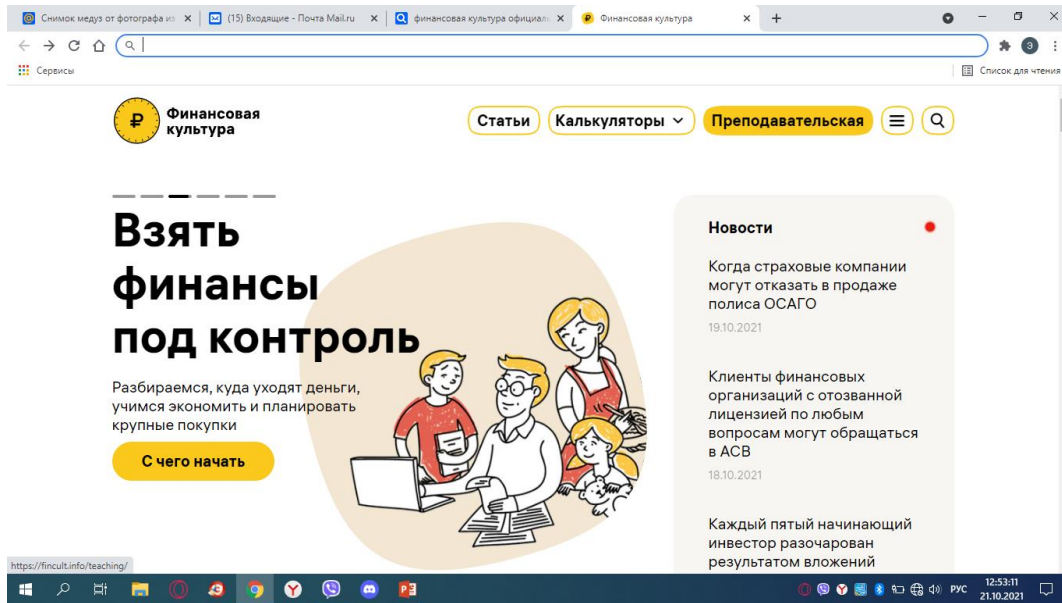 Снимок медуз от фотографа из
(15) Входящие - Почта Mail.ru
финансовая культура официал
Финансовая культура
Э
Сервисы
Список для чтения
Финансовая
культура
Статьи
Калькуляторы
Преподавательская
Взять
финансы
под контроль
Разбираемся, куда уходят деньги,
учимся экономить и планировать
крупные покупки
С чего начать
Новости
Когда страховые компании
могут отказать в продаже
полиса ОСАГО
19.10.2021
Клиенты финансовых
организаций с отозванной
лицензией по любым
вопросам могут обращаться
в АСВ
18.10.2021
Каждый пятый начинающий
инвестор разочарован
результатом вложений
https://fincult.info/teaching/
РУС
12:53:11
21.10.2021